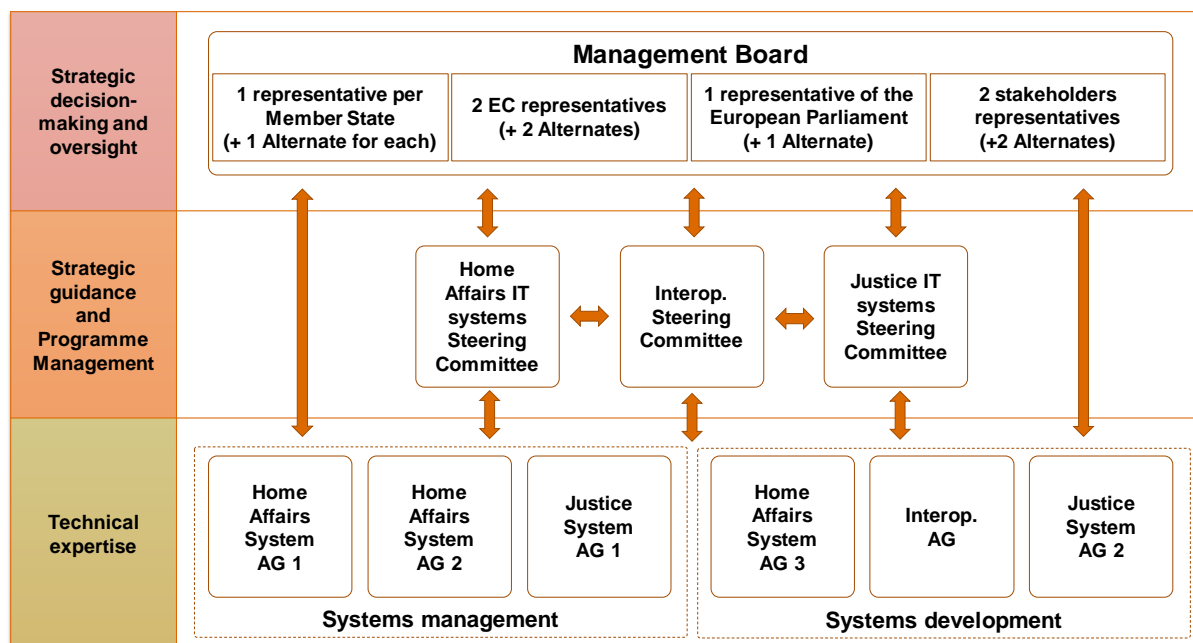 Strategic
decision-
making and
oversight
Management Board
1 representative per
Member State
(+ 1 Alternate for each)
2 EC representatives
(+ 2 Alternates)
1 representative of the
European Parliament
(+ 1 Alternate)
2 stakeholders
representatives
(+2 Alternates)
Strategic
guidance
and
Programme
Management
Home
Affairs IT
systems
Steering
Committee
Interop.
Steering
Committee
Justice IT
systems
Steering
Committee
Technical
expertise
Home
Affairs
System
AG 1
Home
Affairs
System
AG 2
Justice
System
AG 1
Systems management
Home
Affairs
System
AG 3
Interop.
AG
Justice
System
AG 2
Systems development